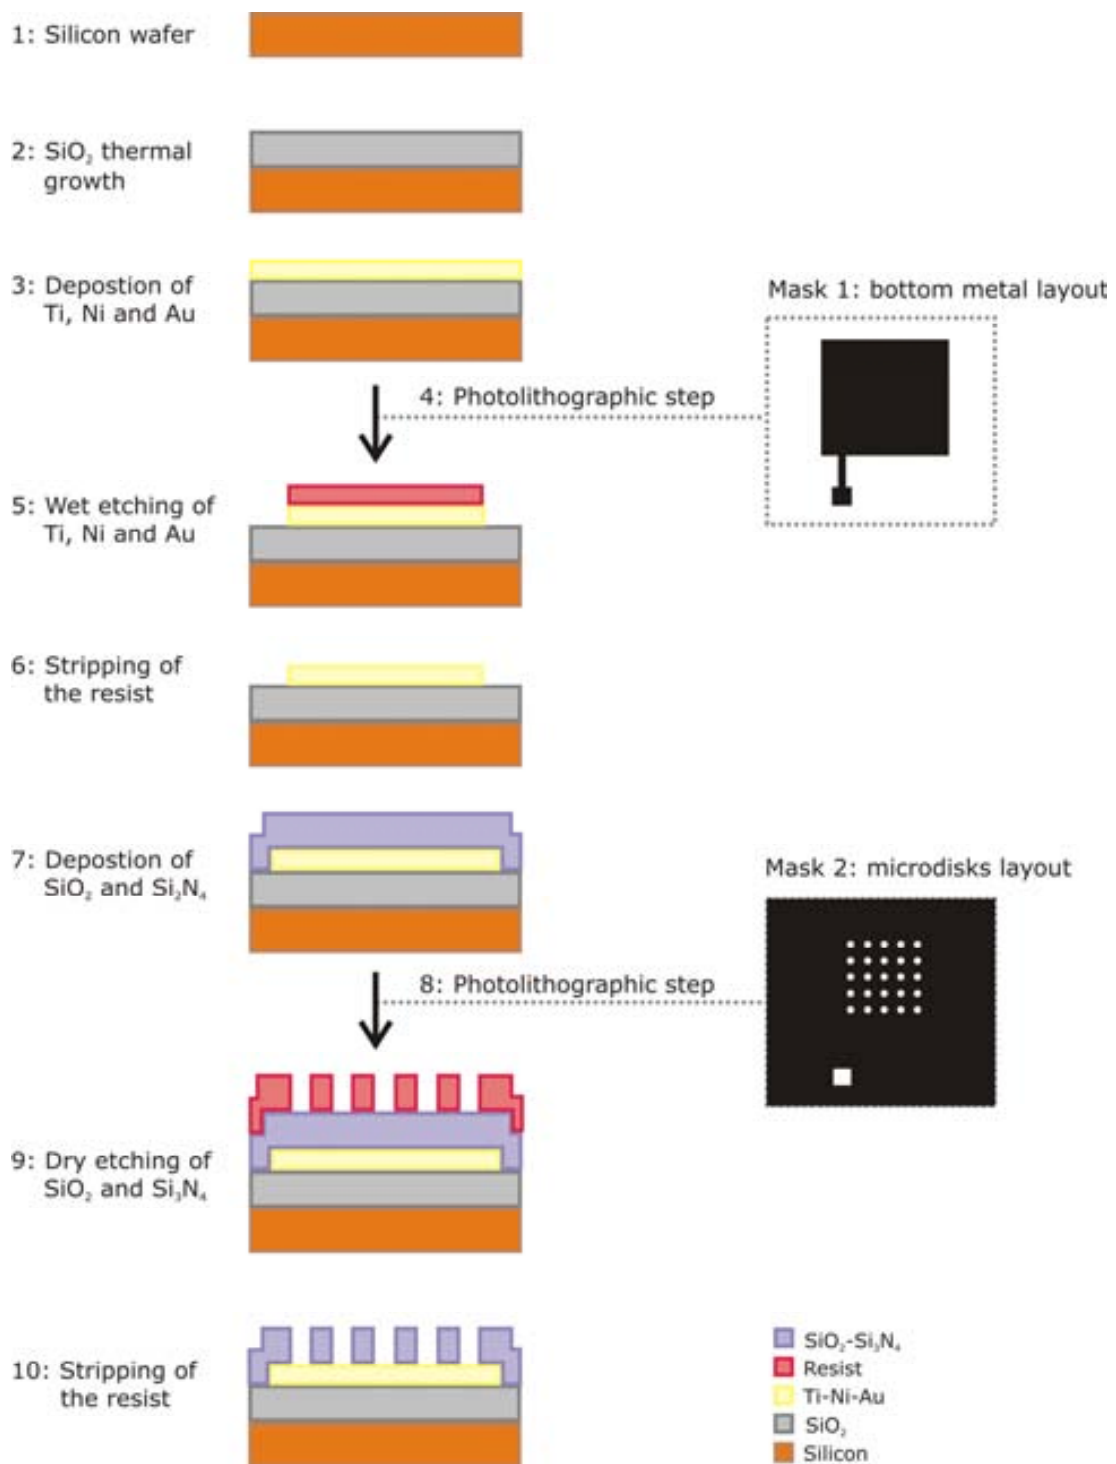 1: Silicon wafer
2: SiO₂ thermal
growth
3: Depostion of
Ti, Ni and Au
Mask 1: bottom metal layout
4: Photolithographic step
5: Wet etching of
Ti, Ni and Au
6: Stripping of
the resist
7: Depostion of
SiO₂ and Si₂N₄
Mask 2: microdisks layout
8: Photolithographic step
9: Dry etching of
SiO₂ and Si₃N₄
10: Stripping of
the resist
SiO₂-Si₃N₄
Resist
Ti-Ni-Au
SiO₂
Silicon